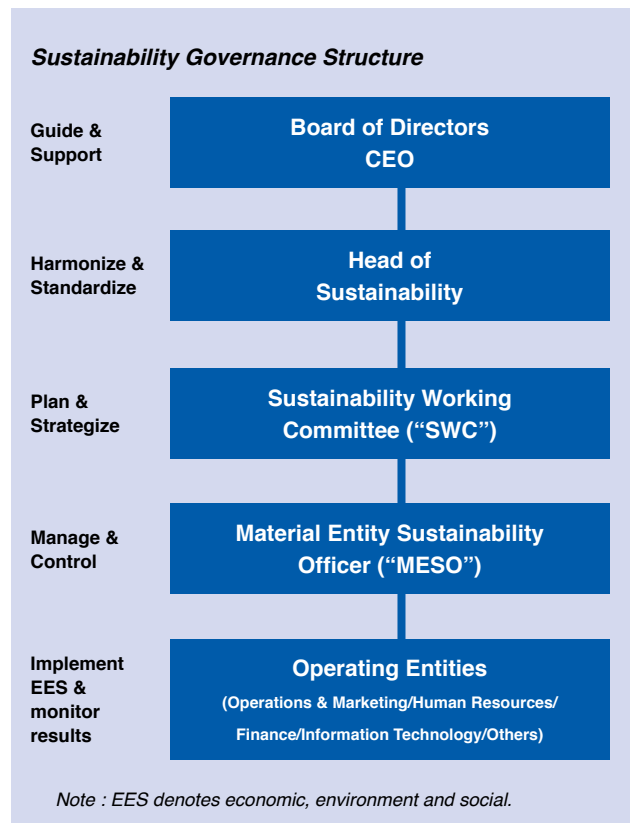 Sustainability Governance Structure
Guide &
Support
Board of Directors
CEO
Harmonize &
Standardize
Head of
Sustainability
Plan &
Strategize
Sustainability Working
Committee (“SWC”)
Manage &
Control
Material Entity Sustainability
Officer (“MESO”)
Implement
EES &
monitor
results
Operating Entities
(Operations & Marketing/Human Resources/
Finance/Information Technology/Others)
Note : EES denotes economic, environment and social.